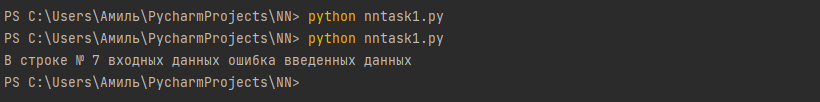 PS C:\Users\Амиль\PycharmProjects\NN> python nntask1.py
PS C:\Users\Амиль\PycharmProjects\NN> python nntask1.py
В строке № 7 входных данных ошибка введенных данных
PS C:\Users\Амиль\PycharmProjects\NN>